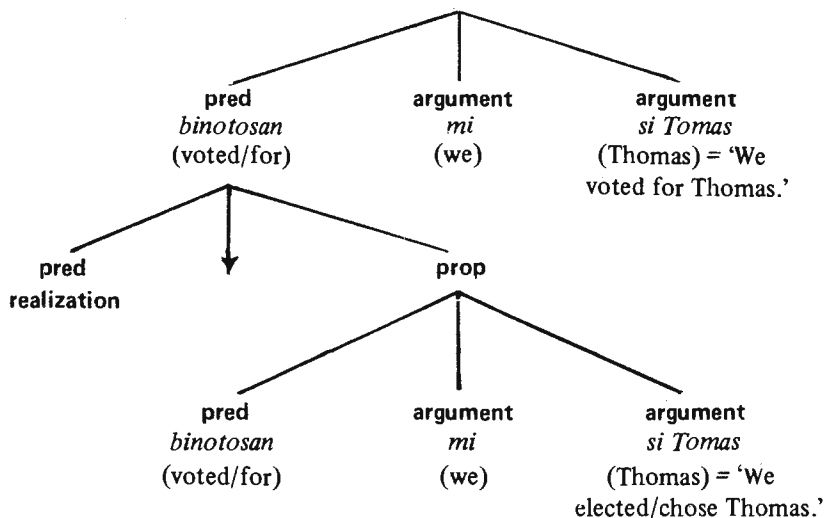 pred argument argument
binotosan mi si Tomas
(voted/for) (we) (Thomas) = ‘We
voted for Thomas.’
pred prop
realization
pred argument argument
binotosan mi si Tomas
(voted/for) (we) (Thomas) = ‘We
elected/chose Thomas.’